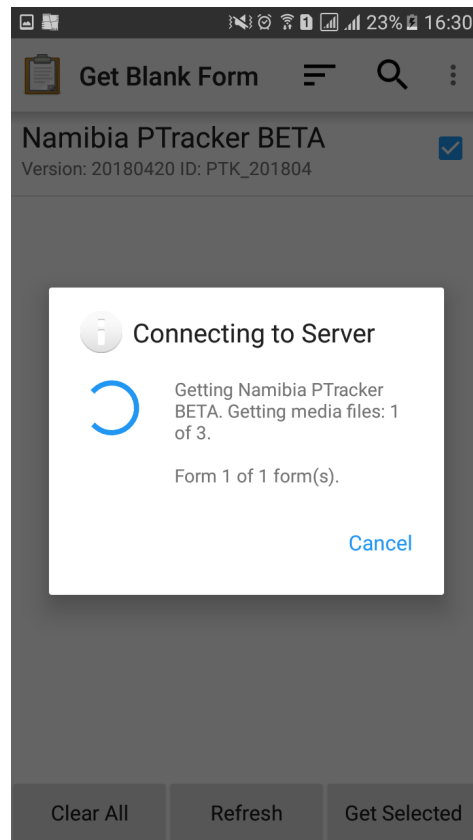 1 23% 16:30
Get Blank Form
Namibia PTracker BETA
Version: 20180420 ID: PTK_201804
Connecting to Server
Getting Namibia PTracker
BETA. Getting media files: 1
of 3.
Form 1 of 1 form(s).
Cancel
Clear All Refresh Get Selected